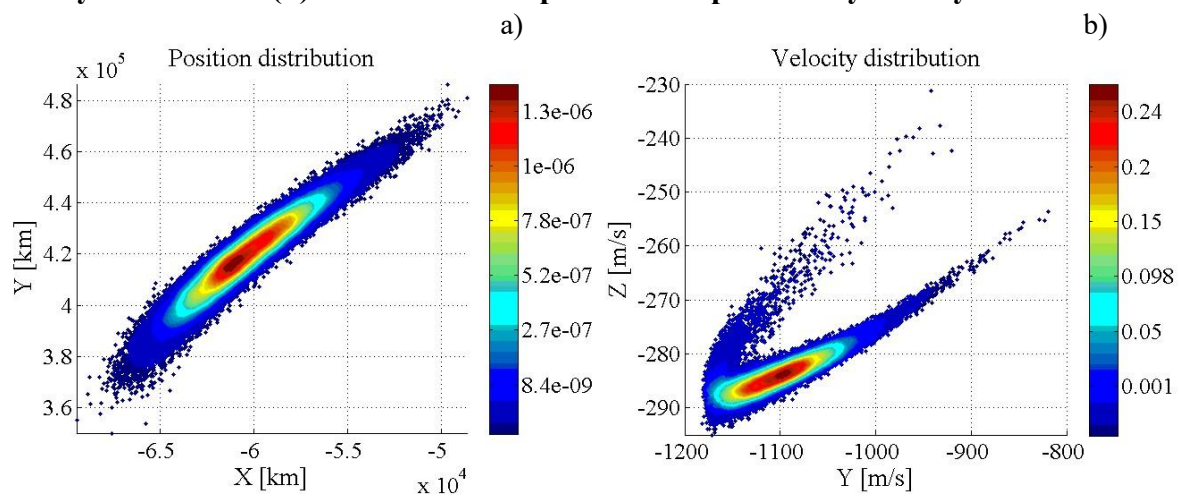 a)
b)
Position distribution
x 10⁵
4.8
4.6
4.4
4.2
4
3.8
3.6
Y [km]
-6.5 -6 -5.5 -5
X [km]
x 10⁴
1.3e-06
1e-06
7.8e-07
5.2e-07
2.7e-07
8.4e-09
Velocity distribution
-230
-240
-250
-260
-270
-280
-290
Z [m/s]
-1200 -1100 -1000 -900 -800
Y [m/s]
0.24
0.2
0.15
0.098
0.05
0.001